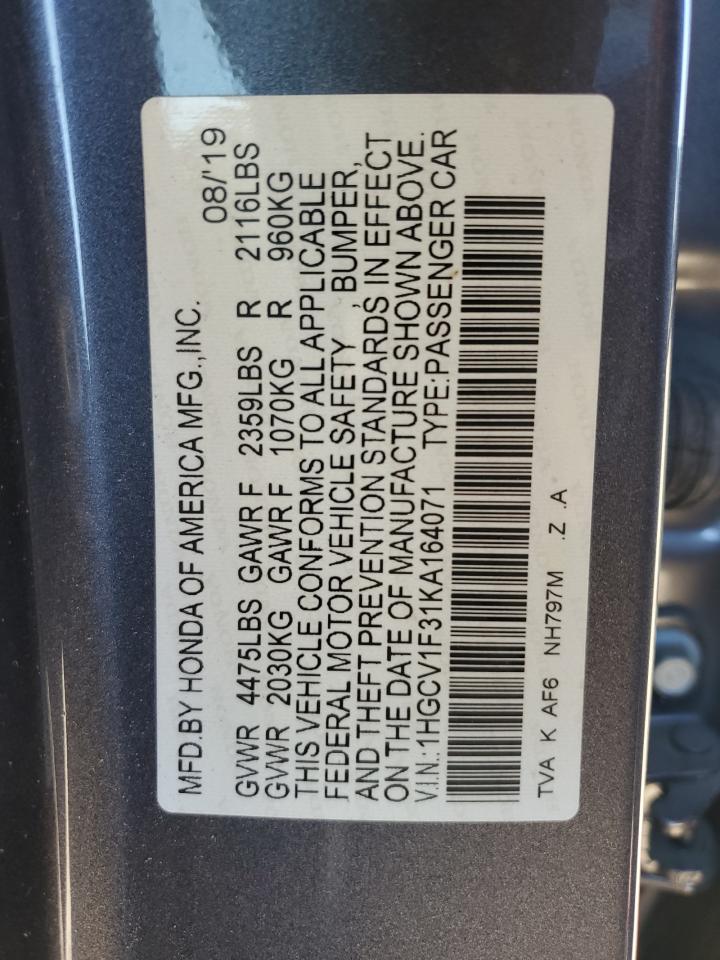 MFD.BY HONDA OF AMERICA MFG.,INC. 08/'19
GVWR 4475LBS GAWR F 2359LBS R 2116LBS
GVWR 2030KG GAWR F 1070KG R 960KG
THIS VEHICLE CONFORMS TO ALL APPLICABLE
FEDERAL MOTOR VEHICLE SAFETY , BUMPER,
AND THEFT PREVENTION STANDARDS IN EFFECT
ON THE DATE OF MANUFACTURE SHOWN ABOVE.
V.I.N.:1HGCV1F31KA164071 TYPE:PASSENGER CAR
TVA K AF6 NH797M .Z .A